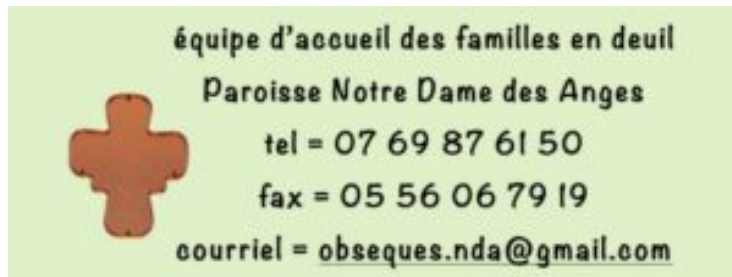 équipe d'accueil des familles en deuil
Paroisse Notre Dame des Anges
tel = 07 69 87 61 50
fax = 05 56 06 79 19
courriel = obseques.nda@gmail.com